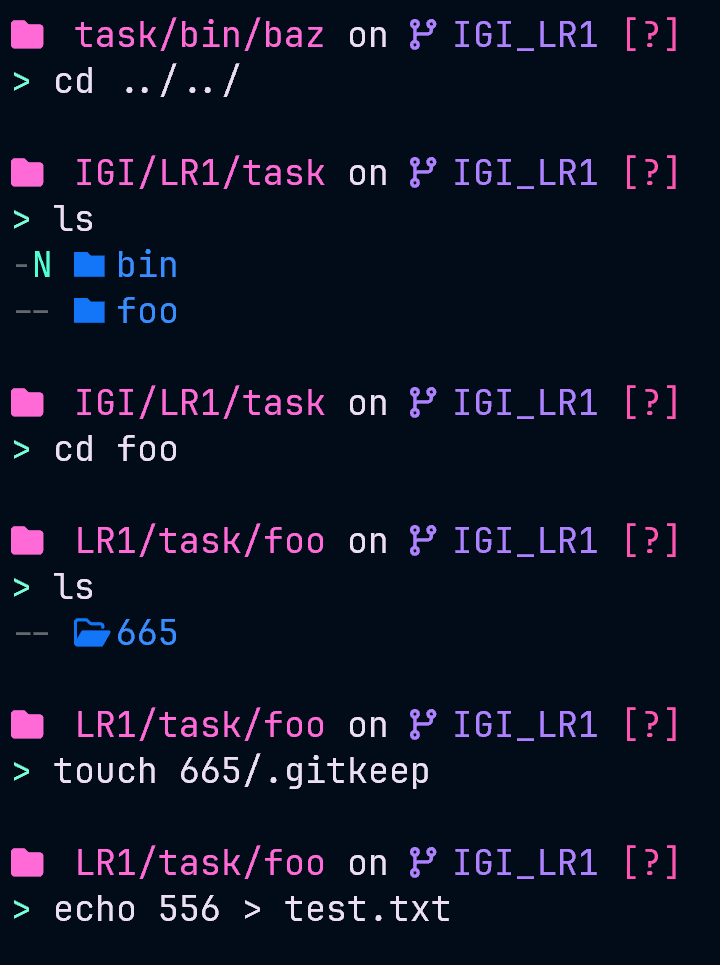 task/bin/baz on IGI_LR1 [?]
> cd ../../
IGI/LR1/task on IGI_LR1 [?]
> ls
-N bin
-- foo
IGI/LR1/task on IGI_LR1 [?]
> cd foo
LR1/task/foo on IGI_LR1 [?]
> ls
-- 665
LR1/task/foo on IGI_LR1 [?]
> touch 665/.gitkeep
LR1/task/foo on IGI_LR1 [?]
> echo 556 > test.txt